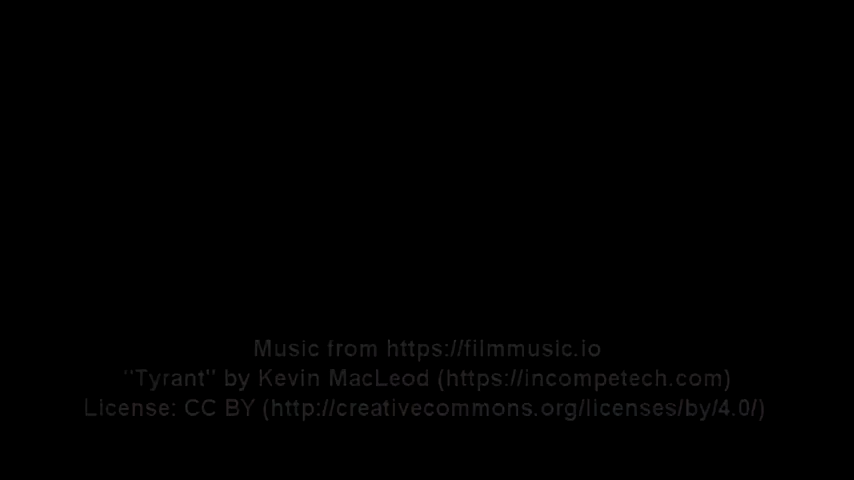 Music from https://filmmusic.io
"Tyrant" by Kevin MacLeod (https://incompetech.com)
License: CC BY (http://creativecommons.org/licenses/by/4.0/)